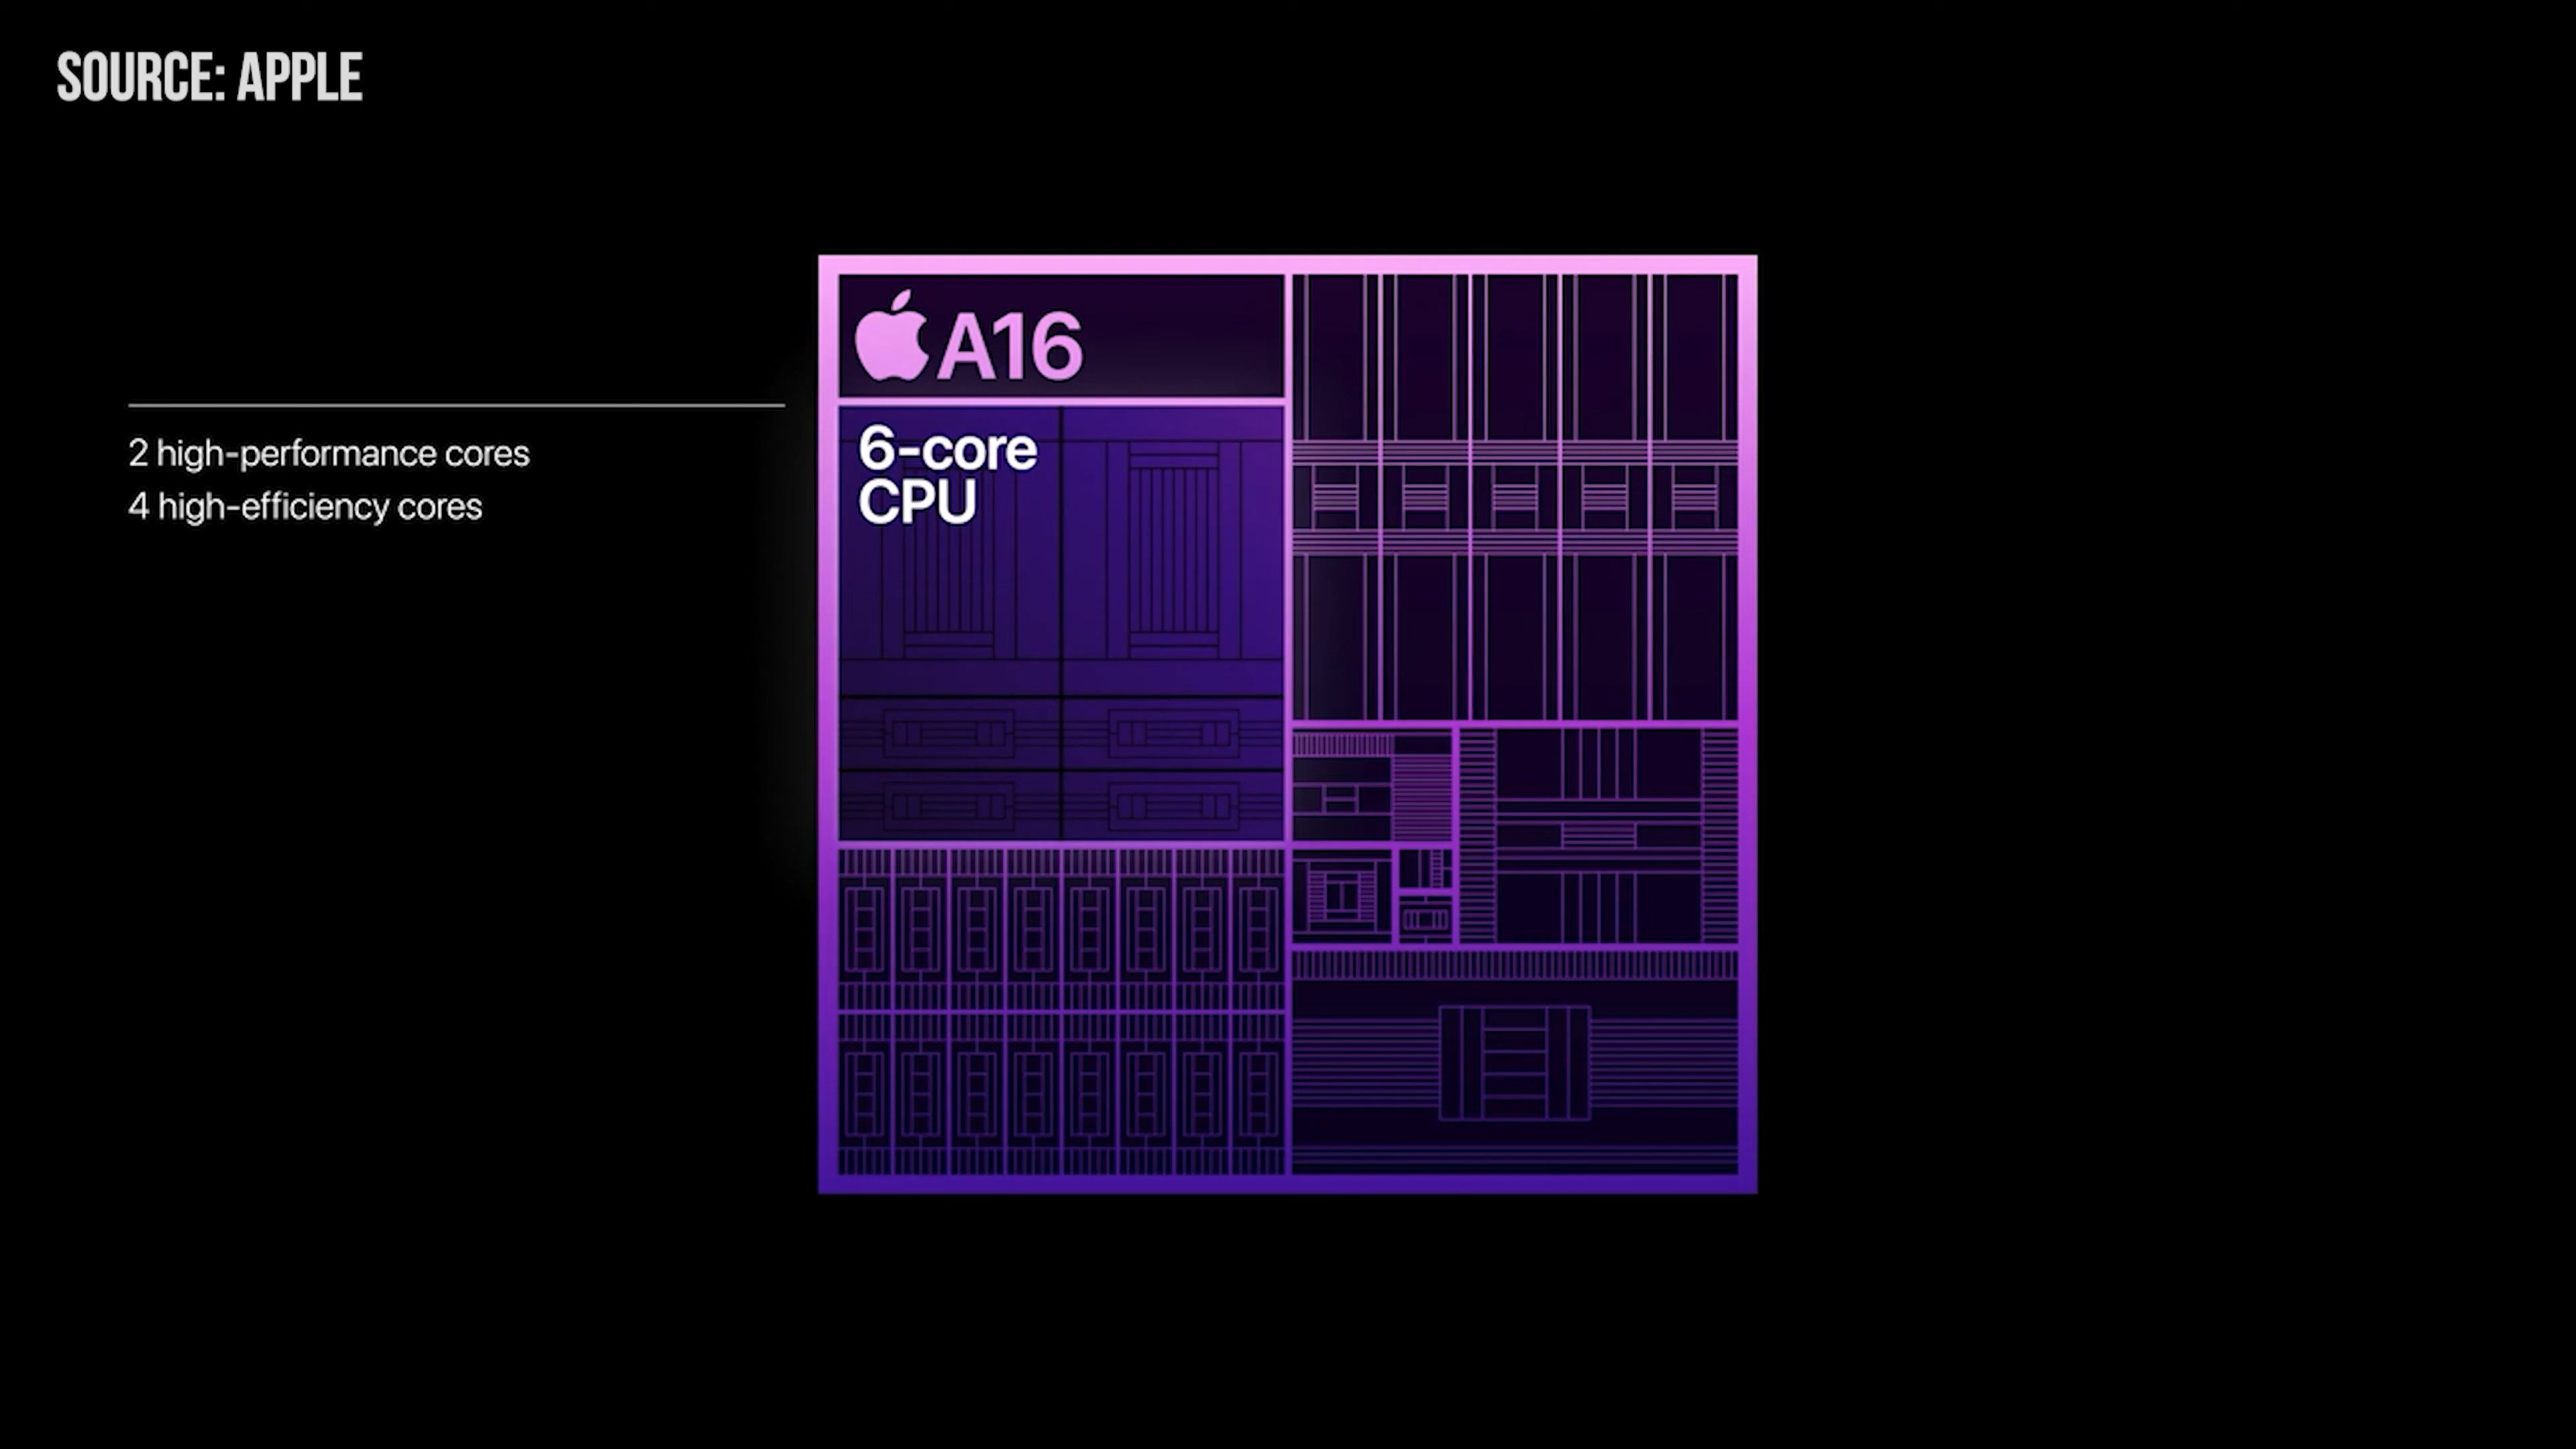 SOURCE: APPLE
A16
2 high-performance cores
4 high-efficiency cores
6-core
CPU